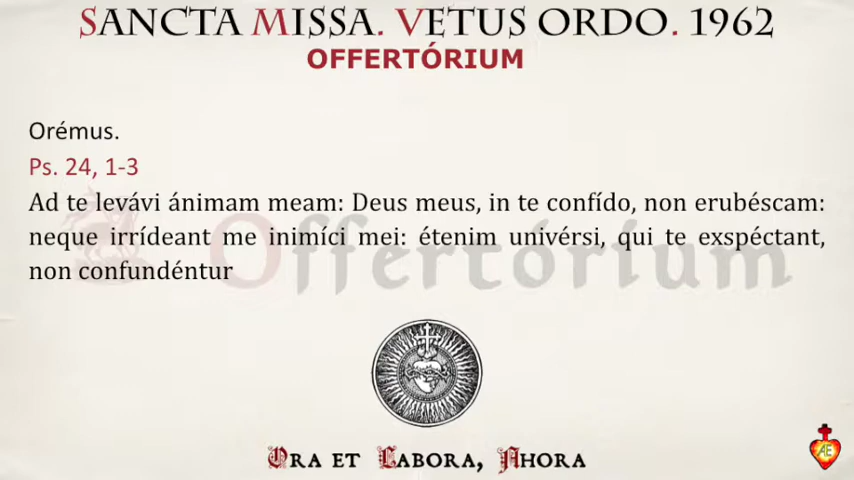 SANCTA MISSA. VETUS ORDO. 1962
OFFERTÓRIUM
Orémus.
Ps. 24, 1-3
Ad te levávi ánimam meam: Deus meus, in te confído, non erubéscam:
neque irrídeant me inimíci mei: étenim univérsi, qui te exspéctant,
non confundéntur
Offertórium
ORA ET LABORA, AHORA
AE